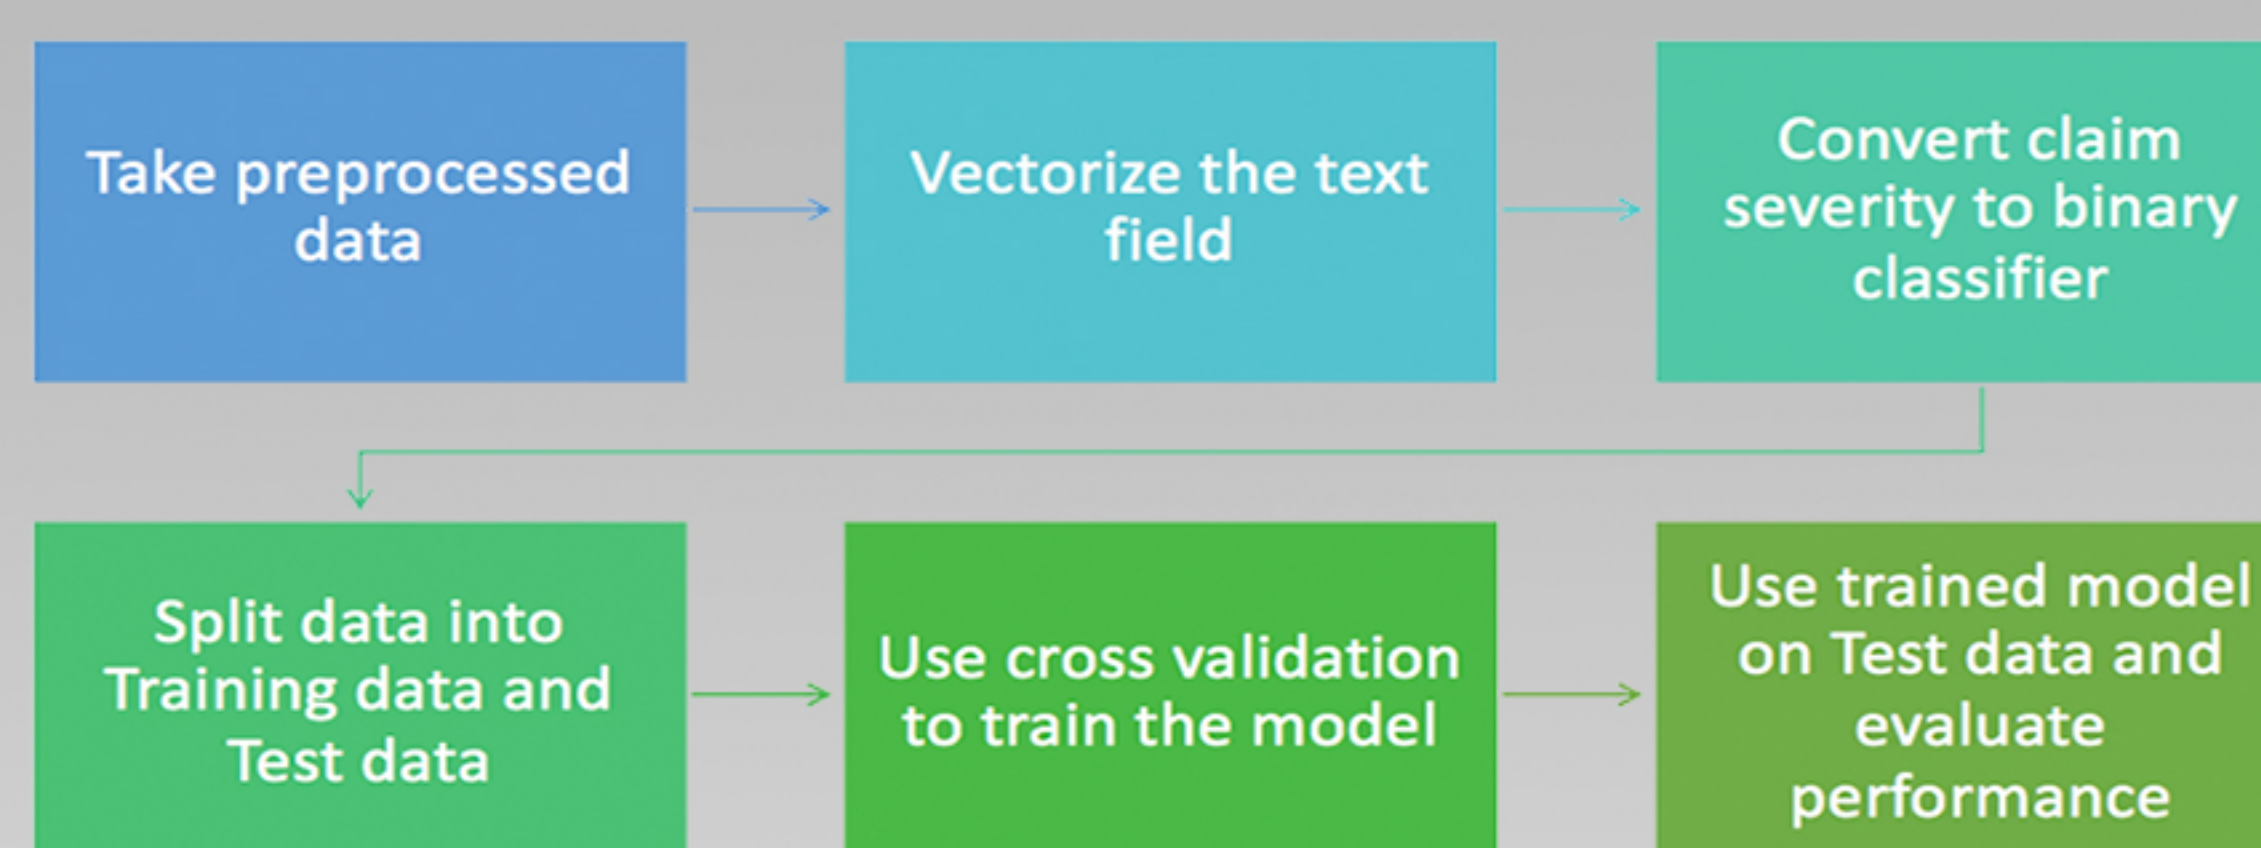 Take preprocessed
data
Vectorize the text
field
Convert claim
severity to binary
classifier
Split data into
Training data and
Test data
Use cross validation
to train the model
Use trained model
on Test data and
evaluate
performance